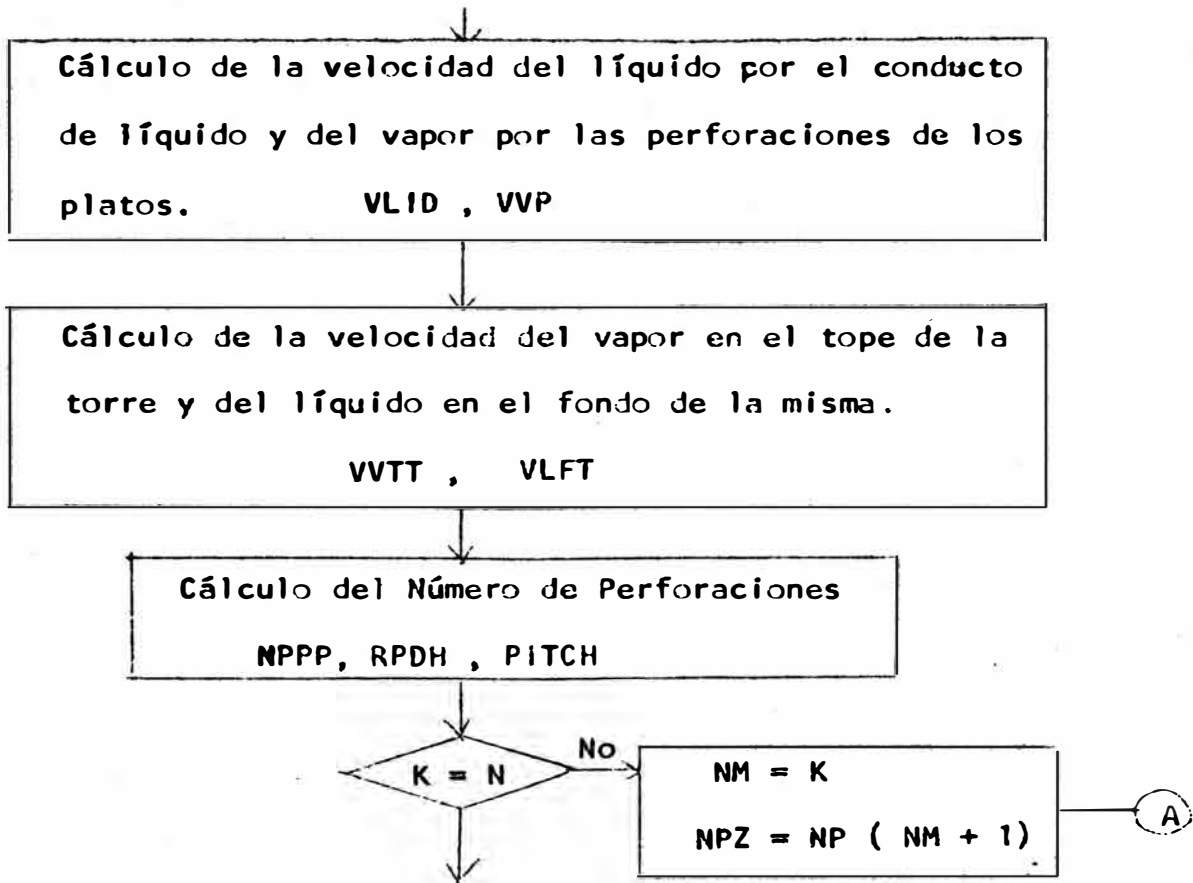 Cálculo de la velocidad del líquido por el conducto
de líquido y del vapor por las perforaciones de los
platos. VLID , VVP
Cálculo de la velocidad del vapor en el tope de la
torre y del líquido en el fondo de la misma.
VVTT , VLFT
Cálculo del Número de Perforaciones
NPPP, RPDH , PITCH
K = N
No
NM = K
NPZ = NP ( NM + 1)
A